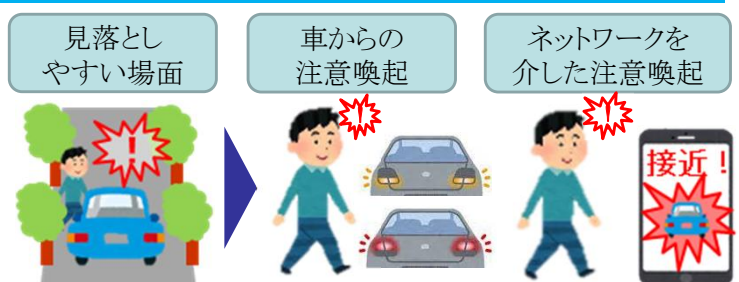 見落とし
やすい場面
車からの
注意喚起
ネットワークを
介した注意喚起
!
!
!
接近!